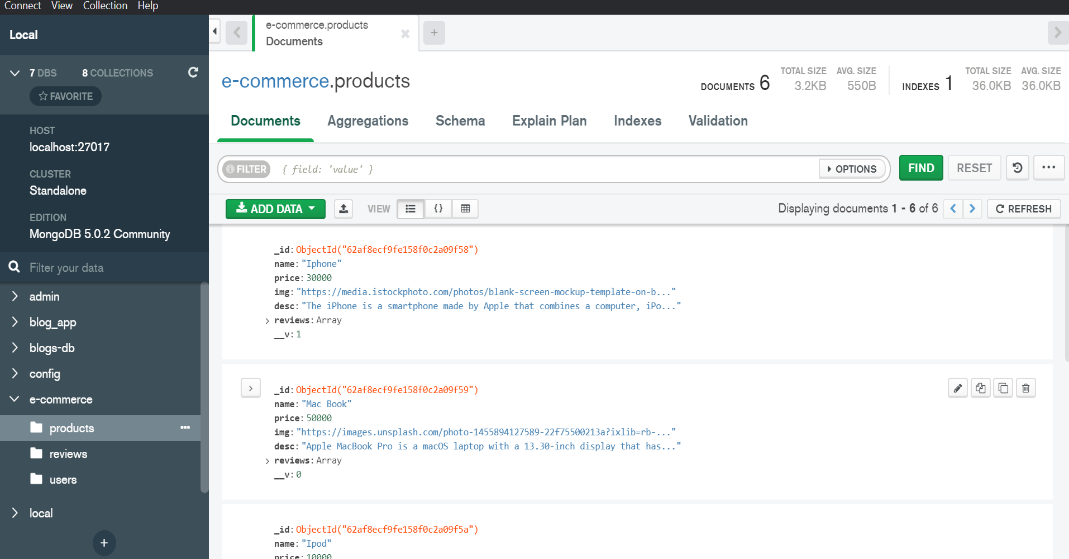 Connect View Collection Help
Local
e-commerce.products
Documents
7 DBS 8 COLLECTIONS
FAVORITE
HOST
localhost:27017
CLUSTER
Standalone
EDITION
MongoDB 5.0.2 Community
Filter your data
admin
blog_app
blogs-db
config
e-commerce
products
reviews
users
local
e-commerce.products
DOCUMENTS 6 TOTAL SIZE 3.2KB AVG. SIZE 550B INDEXES 1 TOTAL SIZE 36.0KB AVG. SIZE 36.0KB
Documents Aggregations Schema Explain Plan Indexes Validation
FILTER { field: 'value' } OPTIONS FIND RESET
ADD DATA VIEW {} Displaying documents 1 - 6 of 6 REFRESH
_id: ObjectId("62af8ecf9fe158f0c2a09f58")
name: "Iphone"
price: 30000
img: "https://media.istockphoto.com/photos/blank-screen-mockup-template-on-b..."
desc: "The iPhone is a smartphone made by Apple that combines a computer, iPo..."
reviews: Array
__v: 1
_id: ObjectId("62af8ecf9fe158f0c2a09f59")
name: "Mac Book"
price: 50000
img: "https://images.unsplash.com/photo-1455894127589-22f75500213a?ixlib=rb-..."
desc: "Apple MacBook Pro is a macOS laptop with a 13.30-inch display that has..."
reviews: Array
__v: 0
_id: ObjectId("62af8ecf9fe158f0c2a09f5a")
name: "Ipod"
price: 10000